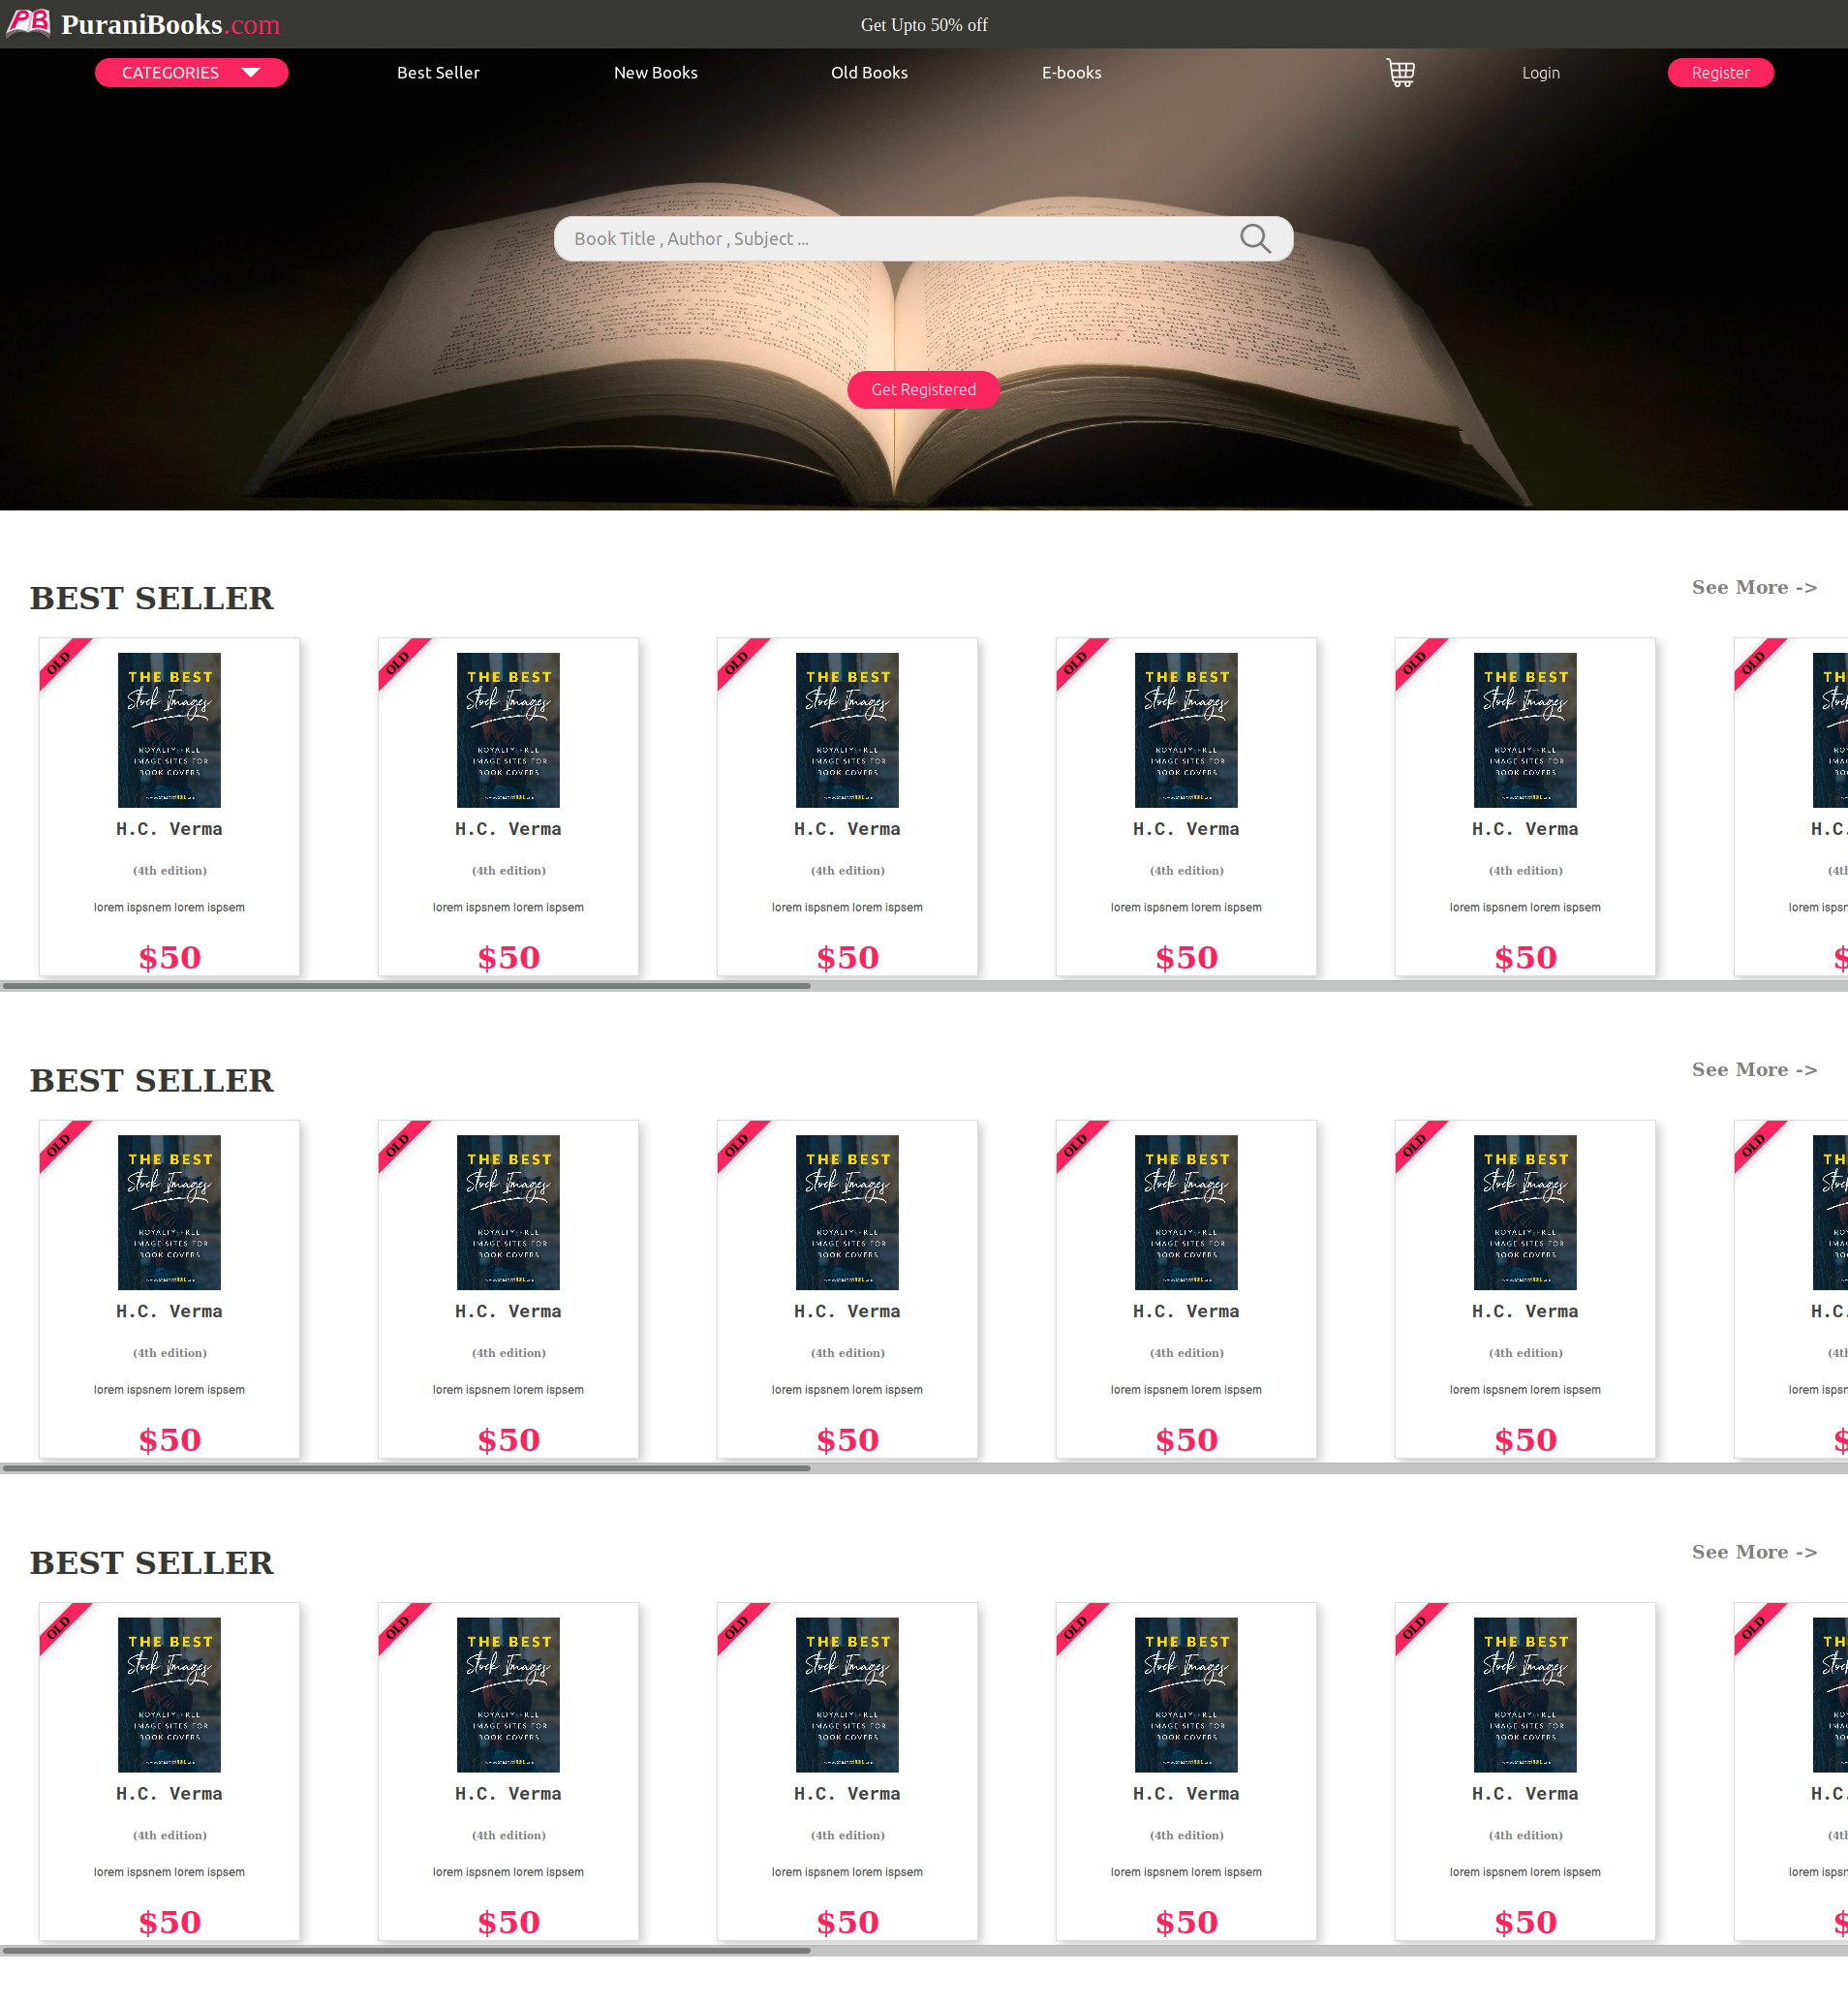 PB PuraniBooks.com
Get Upto 50% off
CATEGORIES Best Seller New Books Old Books E-books Login Register
Book Title , Author , Subject ...
Get Registered
BEST SELLER
See More ->
OLD OLD OLD OLD OLD OLD
THE BEST THE BEST THE BEST THE BEST THE BEST TH
Stock Images Stock Images Stock Images Stock Images Stock Images
ROYALTY-FREE ROYALTY-FREE ROYALTY-FREE ROYALTY-FREE ROYALTY-FREE
IMAGE SITES FOR IMAGE SITES FOR IMAGE SITES FOR IMAGE SITES FOR IMAGE SITES FOR
BOOK COVERS BOOK COVERS BOOK COVERS BOOK COVERS BOOK COVERS
H.C. Verma H.C. Verma H.C. Verma H.C. Verma H.C. Verma H.C.
(4th edition) (4th edition) (4th edition) (4th edition) (4th edition) (4th
lorem ispsnem lorem ispsem lorem ispsnem lorem ispsem lorem ispsnem lorem ispsem lorem ispsnem lorem ispsem lorem ispsnem lorem ispsem lorem
$50 $50 $50 $50 $50 $
BEST SELLER
See More ->
OLD OLD OLD OLD OLD OLD
THE BEST THE BEST THE BEST THE BEST THE BEST TH
Stock Images Stock Images Stock Images Stock Images Stock Images
ROYALTY-FREE ROYALTY-FREE ROYALTY-FREE ROYALTY-FREE ROYALTY-FREE
IMAGE SITES FOR IMAGE SITES FOR IMAGE SITES FOR IMAGE SITES FOR IMAGE SITES FOR
BOOK COVERS BOOK COVERS BOOK COVERS BOOK COVERS BOOK COVERS
H.C. Verma H.C. Verma H.C. Verma H.C. Verma H.C. Verma H.C.
(4th edition) (4th edition) (4th edition) (4th edition) (4th edition) (4th
lorem ispsnem lorem ispsem lorem ispsnem lorem ispsem lorem ispsnem lorem ispsem lorem ispsnem lorem ispsem lorem ispsnem lorem ispsem lorem
$50 $50 $50 $50 $50 $
BEST SELLER
See More ->
OLD OLD OLD OLD OLD OLD
THE BEST THE BEST THE BEST THE BEST THE BEST TH
Stock Images Stock Images Stock Images Stock Images Stock Images
ROYALTY-FREE ROYALTY-FREE ROYALTY-FREE ROYALTY-FREE ROYALTY-FREE
IMAGE SITES FOR IMAGE SITES FOR IMAGE SITES FOR IMAGE SITES FOR IMAGE SITES FOR
BOOK COVERS BOOK COVERS BOOK COVERS BOOK COVERS BOOK COVERS
H.C. Verma H.C. Verma H.C. Verma H.C. Verma H.C. Verma H.C.
(4th edition) (4th edition) (4th edition) (4th edition) (4th edition) (4th
lorem ispsnem lorem ispsem lorem ispsnem lorem ispsem lorem ispsnem lorem ispsem lorem ispsnem lorem ispsem lorem ispsnem lorem ispsem lorem
$50 $50 $50 $50 $50 $